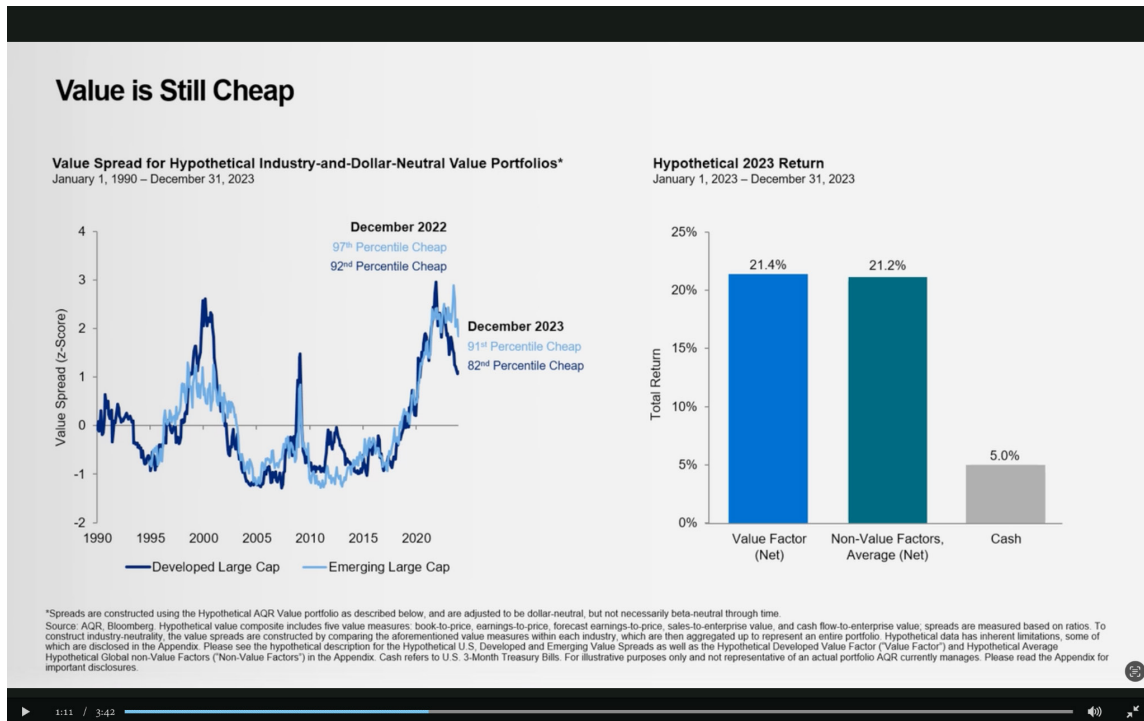 Value is Still Cheap
Value Spread for Hypothetical Industry-and-Dollar-Neutral Value Portfolios*
January 1, 1990 – December 31, 2023
4
3
2
1
0
-1
-2
Value Spread (z-Score)
1990 1995 2000 2005 2010 2015 2020
December 2022
97th Percentile Cheap
92nd Percentile Cheap
December 2023
91st Percentile Cheap
82nd Percentile Cheap
Developed Large Cap Emerging Large Cap
Hypothetical 2023 Return
January 1, 2023 – December 31, 2023
25%
20%
15%
10%
5%
0%
Total Return
21.4%
21.2%
5.0%
Value Factor
(Net)
Non-Value Factors,
Average (Net)
Cash
*Spreads are constructed using the Hypothetical AQR Value portfolio as described below, and are adjusted to be dollar-neutral, but not necessarily beta-neutral through time.
Source: AQR, Bloomberg. Hypothetical value composite includes five value measures: book-to-price, earnings-to-price, forecast earnings-to-price, sales-to-enterprise value, and cash flow-to-enterprise value; spreads are measured based on ratios. To
construct industry-neutrality, the value spreads are constructed by comparing the aforementioned value measures within each industry, which are then aggregated up to represent an entire portfolio. Hypothetical data has inherent limitations, some of
which are disclosed in the Appendix. Please see the hypothetical description for the Hypothetical U.S, Developed and Emerging Value Spreads as well as the Hypothetical Developed Value Factor ("Value Factor") and Hypothetical Average
Hypothetical Global non-Value Factors ("Non-Value Factors") in the Appendix. Cash refers to U.S. 3-Month Treasury Bills. For illustrative purposes only and not representative of an actual portfolio AQR currently manages. Please read the Appendix for
important disclosures.
1:11 / 3:42